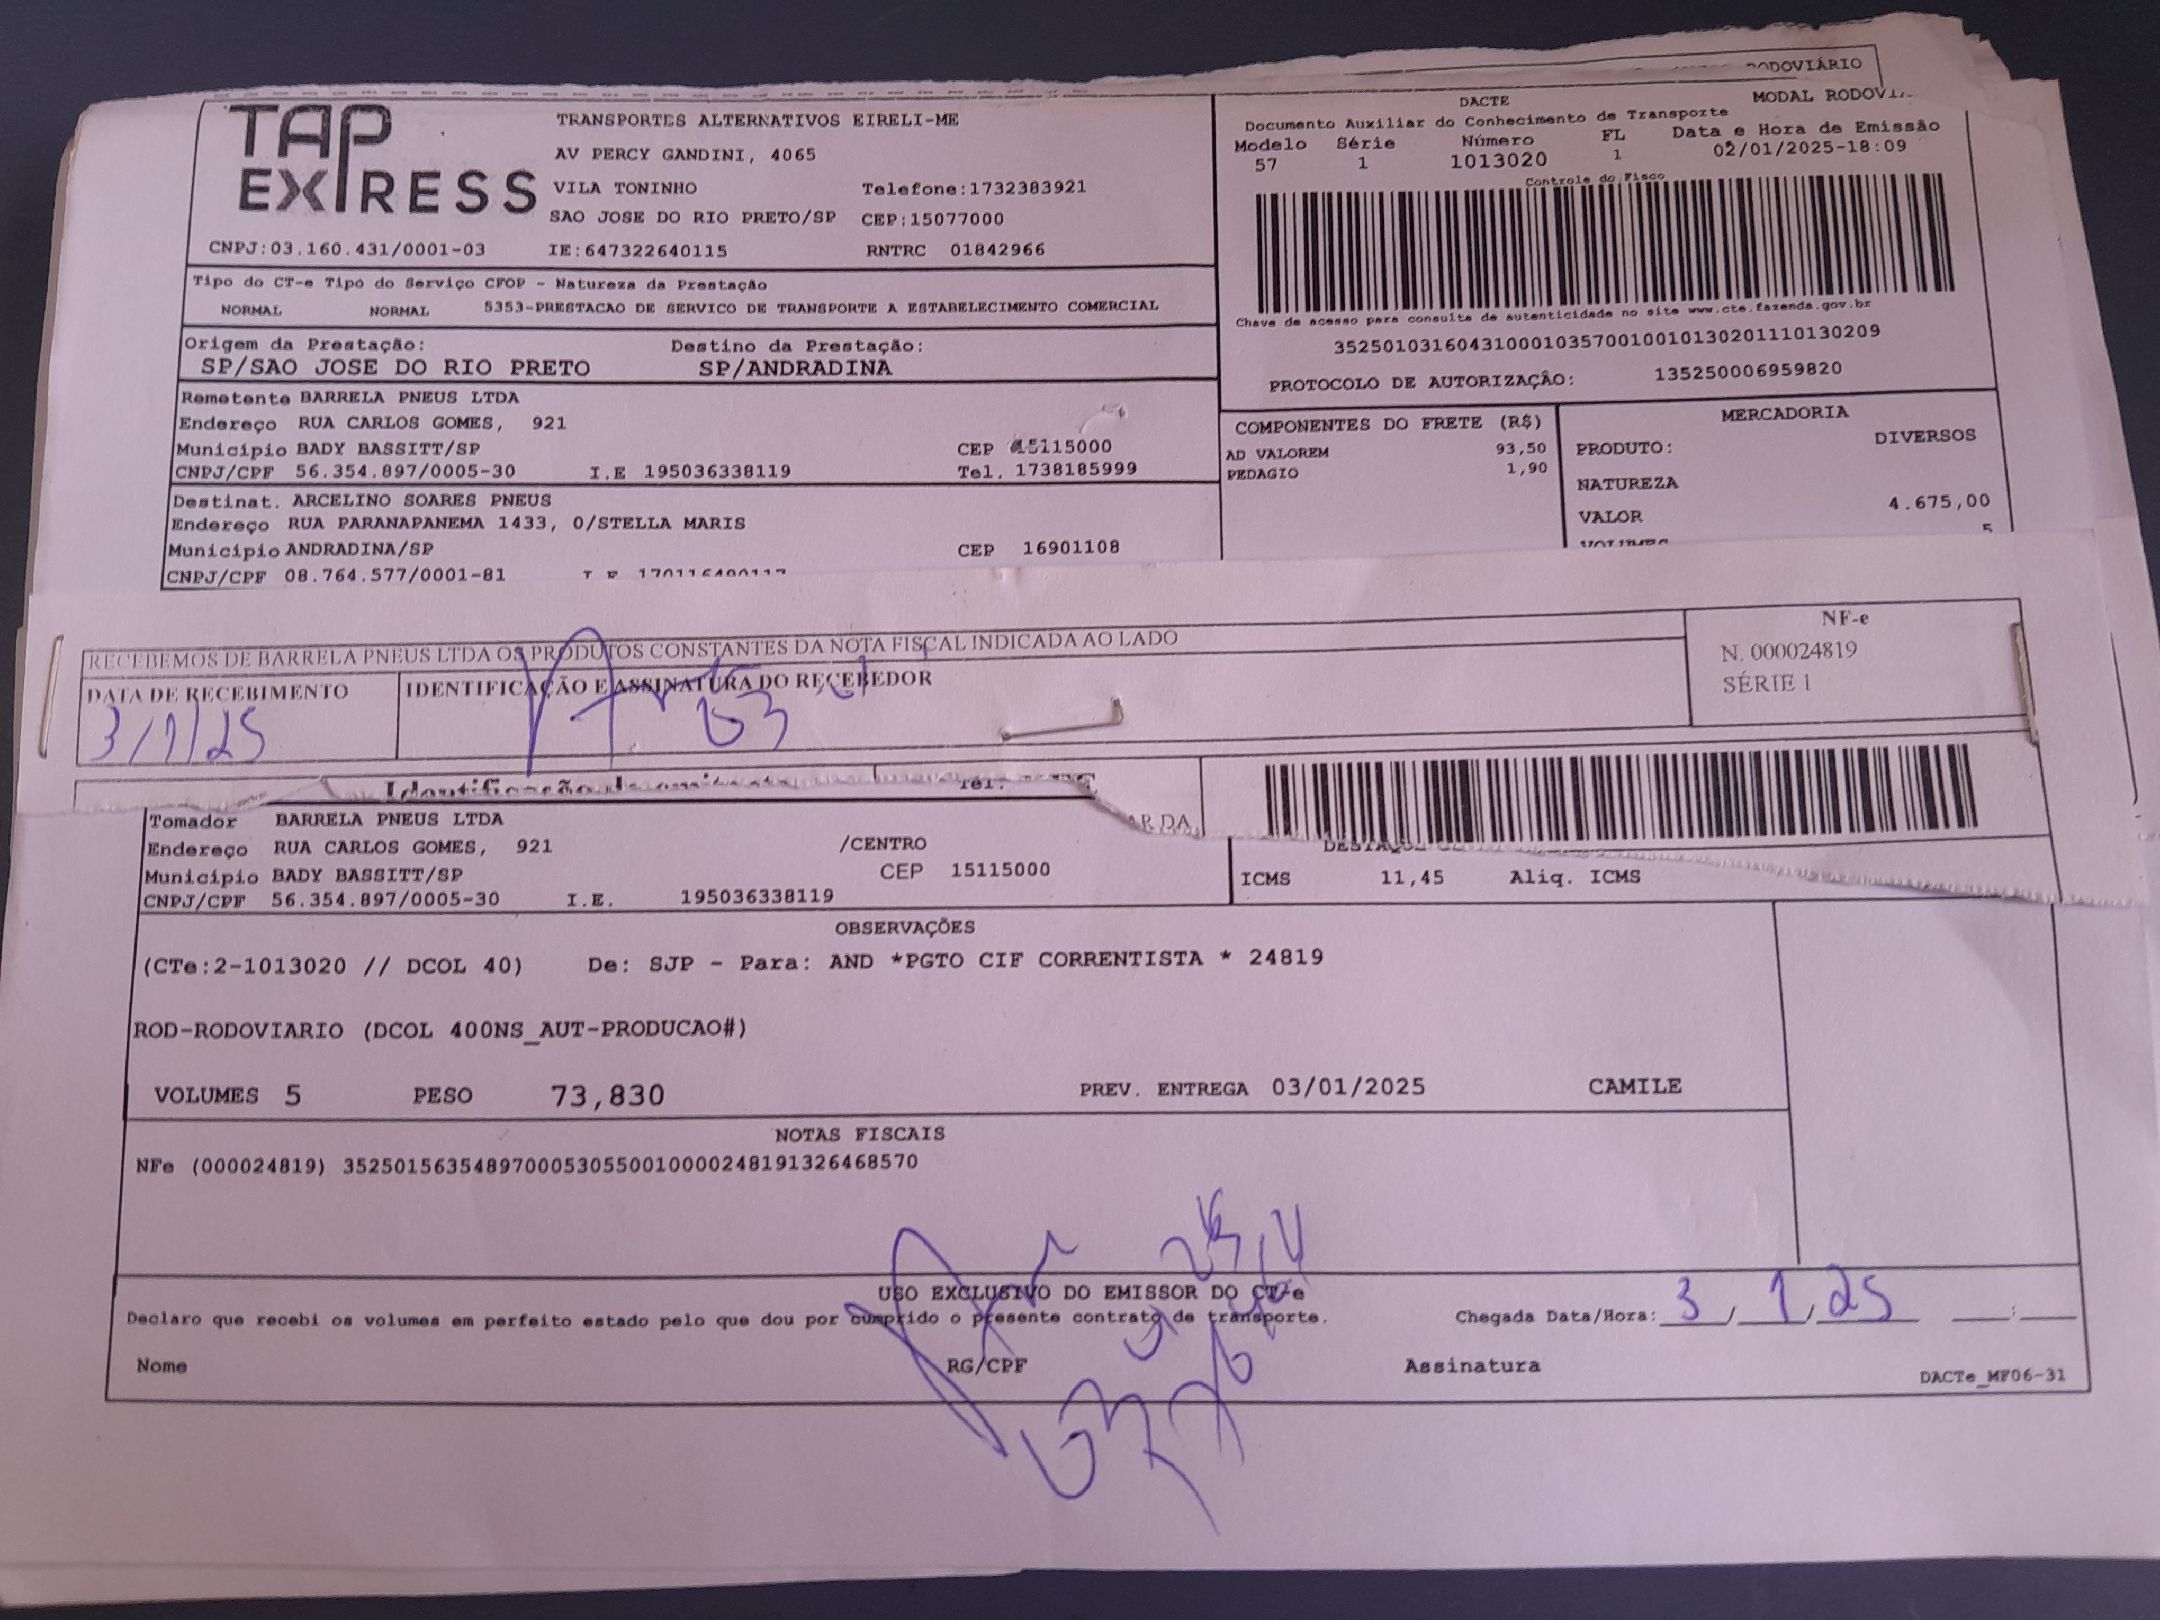 RODOVIÁRIO
TAP EXPRESS
TRANSPORTES ALTERNATIVOS EIRELI-ME
AV PERCY GANDINI, 4065
VILA TONINHO Telefone:1732383921
SAO JOSE DO RIO PRETO/SP CEP:15077000
CNPJ:03.160.431/0001-03 IE:647322640115 RNTRC 01842966
DACTE MODAL
Documento Auxiliar do Conhecimento de Transporte
Modelo Série Número FL Data e Hora de Emissão
57 1 1013020 1 02/01/2025-18:09
Controle do Fisco
Chave de acesso para consulta de autenticidade no site www.cte.fazenda.gov.br
35250103160431000103570010010130201110130209
PROTOCOLO DE AUTORIZAÇÃO: 135250006959820
Tipo do CT-e Tipo do Serviço CFOP - Natureza da Prestação
NORMAL NORMAL 5353-PRESTACAO DE SERVICO DE TRANSPORTE A ESTABELECIMENTO COMERCIAL
Origem da Prestação: Destino da Prestação:
SP/SAO JOSE DO RIO PRETO SP/ANDRADINA
Remetente BARRELA PNEUS LTDA
Endereço RUA CARLOS GOMES, 921
Município BADY BASSITT/SP CEP 15115000
CNPJ/CPF 56.354.897/0005-30 I.E 195036338119 Tel. 1738185999
Destinat. ARCELINO SOARES PNEUS
Endereço RUA PARANAPANEMA 1433, 0/STELLA MARIS
Município ANDRADINA/SP CEP 16901108
CNPJ/CPF 08.764.577/0001-81
COMPONENTES DO FRETE (R$)
AD VALOREM 93,50
PEDAGIO 1,90
MERCADORIA
PRODUTO: DIVERSOS
NATUREZA
VALOR 4.675,00
VOLUMES 5
RECEBEMOS DE BARRELA PNEUS LTDA OS PRODUTOS CONSTANTES DA NOTA FISCAL INDICADA AO LADO
DATA DE RECEBIMENTO IDENTIFICAÇÃO E ASSINATURA DO RECEBEDOR
3/1/25
NF-e
N. 000024819
SÉRIE 1
Tomador BARRELA PNEUS LTDA
Endereço RUA CARLOS GOMES, 921 /CENTRO
Município BADY BASSITT/SP CEP 15115000
CNPJ/CPF 56.354.897/0005-30 I.E. 195036338119
ICMS 11,45 Aliq. ICMS
OBSERVAÇÕES
(CTe:2-1013020 // DCOL 40) De: SJP - Para: AND *PGTO CIF CORRENTISTA * 24819
ROD-RODOVIARIO (DCOL 400NS_AUT-PRODUCAO#)
VOLUMES 5 PESO 73,830 PREV. ENTREGA 03/01/2025 CAMILE
NOTAS FISCAIS
NFe (000024819) 35250156354897000530550010000248191326468570
USO EXCLUSIVO DO EMISSOR DO CT-e
Declaro que recebi os volumes em perfeito estado pelo que dou por cumprido o presente contrato de transporte. Chegada Data/Hora: 3/1/25 :
Nome RG/CPF Assinatura
DACTe_MF06-31